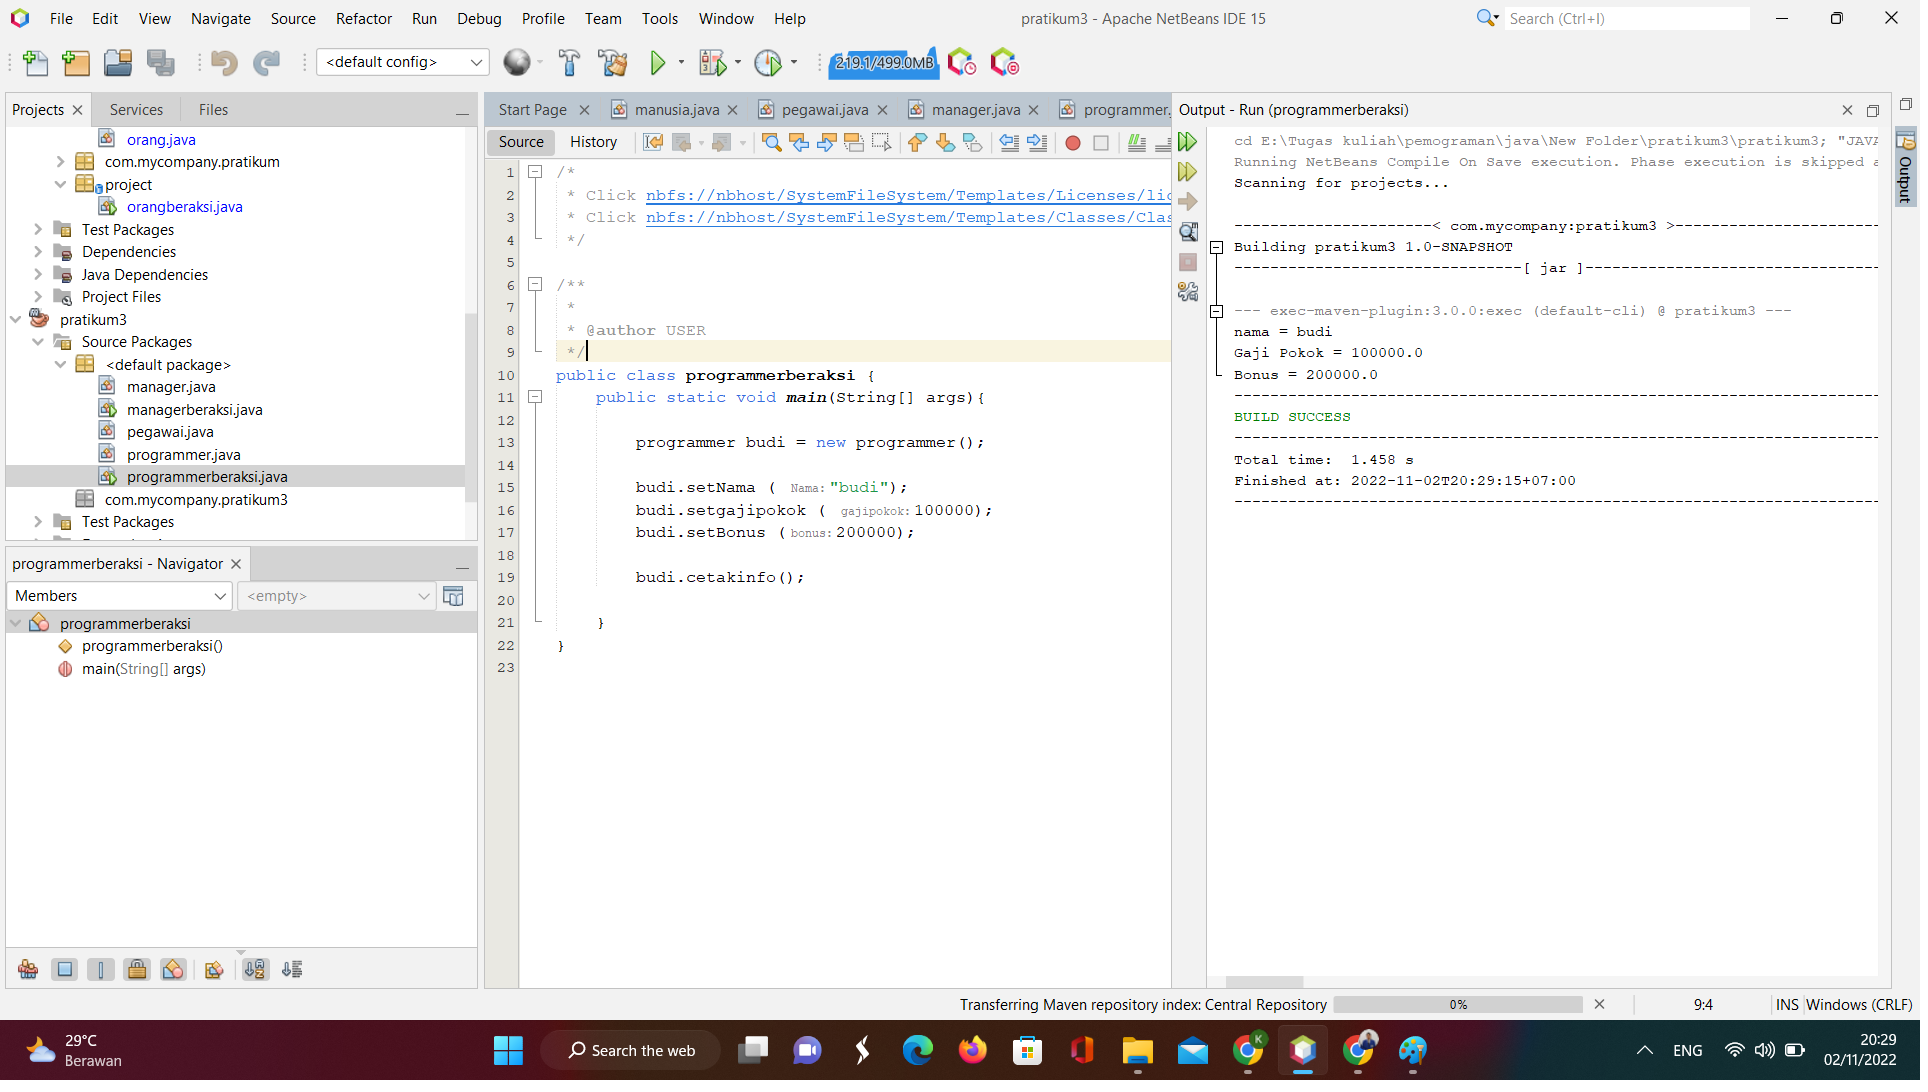 File Edit View Navigate Source Refactor Run Debug Profile Team Tools Window Help
pratikum3 - Apache NetBeans IDE 15
Search (Ctrl+I)
<default config>
219.1/499.0MB
Projects Services Files
orang.java
com.mycompany.pratikum
project
orangberaksi.java
Test Packages
Dependencies
Java Dependencies
Project Files
pratikum3
Source Packages
<default package>
manager.java
managerberaksi.java
pegawai.java
programmer.java
programmerberaksi.java
com.mycompany.pratikum3
Test Packages
programmerberaksi - Navigator
Members
<empty>
programmerberaksi
programmerberaksi()
main(String[] args)
Start Page manusia.java pegawai.java manager.java programmer.
Source History
1 /*
2 * Click nbfs://nbhost/SystemFileSystem/Templates/Licenses/lic
3 * Click nbfs://nbhost/SystemFileSystem/Templates/Classes/Clas
4 */
5
6 /**
7 *
8 * @author USER
9 */
10 public class programmerberaksi {
11 public static void main(String[] args){
12
13 programmer budi = new programmer();
14
15 budi.setNama ( Nama: "budi");
16 budi.setgajipokok ( gajipokok: 100000);
17 budi.setBonus ( bonus: 200000);
18
19 budi.cetakinfo();
20
21 }
22 }
23
Output - Run (programmerberaksi)
cd E:\Tugas kuliah\pemograman\java\New Folder\pratikum3\pratikum3; "JAVA
Running NetBeans Compile On Save execution. Phase execution is skipped a
Scanning for projects...
----------------------< com.mycompany:pratikum3 >-----------------------
Building pratikum3 1.0-SNAPSHOT
--------------------------------[ jar ]---------------------------------
--- exec-maven-plugin:3.0.0:exec (default-cli) @ pratikum3 ---
nama = budi
Gaji Pokok = 100000.0
Bonus = 200000.0
------------------------------------------------------------------------
BUILD SUCCESS
------------------------------------------------------------------------
Total time:  1.458 s
Finished at: 2022-11-02T20:29:15+07:00
------------------------------------------------------------------------
Output
Transferring Maven repository index: Central Repository
0%
9:4
INS
Windows (CRLF)
29°C
Berawan
Search the web
K
ENG
20:29
02/11/2022